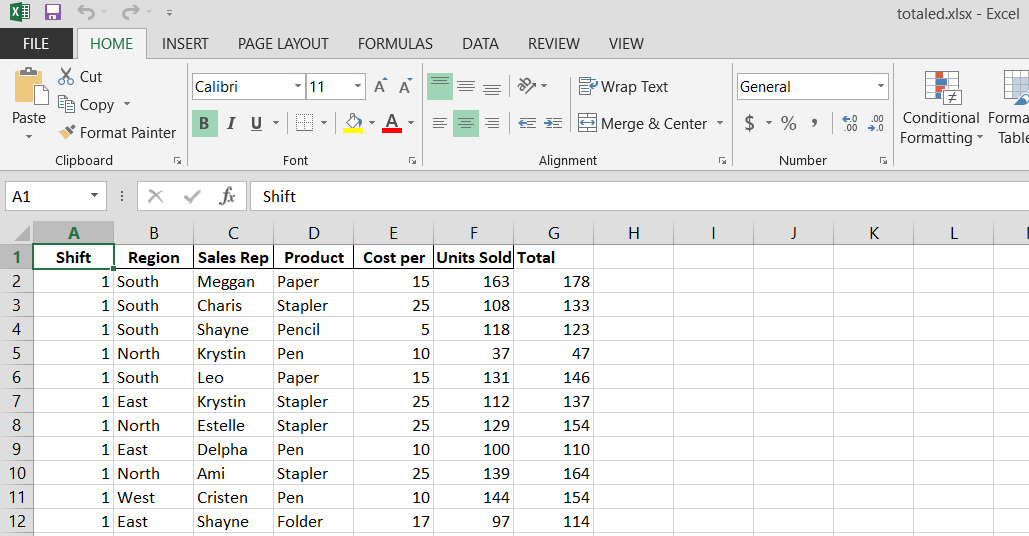 totaled.xlsx - Excel
FILE HOME INSERT PAGE LAYOUT FORMULAS DATA REVIEW VIEW
Cut
Copy
Format Painter
Paste
Clipboard
Calibri 11 A A
B I U A
Font
Wrap Text
Merge & Center
Alignment
General
$ % , .0 .00 .00 .0
Number
Conditional
Formatting
Forma
Table
A1 fx Shift
A B C D E F G H I J K L
1 Shift Region Sales Rep Product Cost per Units Sold Total
2 1 South Meggan Paper 15 163 178
3 1 South Charis Stapler 25 108 133
4 1 South Shayne Pencil 5 118 123
5 1 North Krystin Pen 10 37 47
6 1 South Leo Paper 15 131 146
7 1 East Krystin Stapler 25 112 137
8 1 North Estelle Stapler 25 129 154
9 1 East Delpha Pen 10 100 110
10 1 North Ami Stapler 25 139 164
11 1 West Cristen Pen 10 144 154
12 1 East Shayne Folder 17 97 114